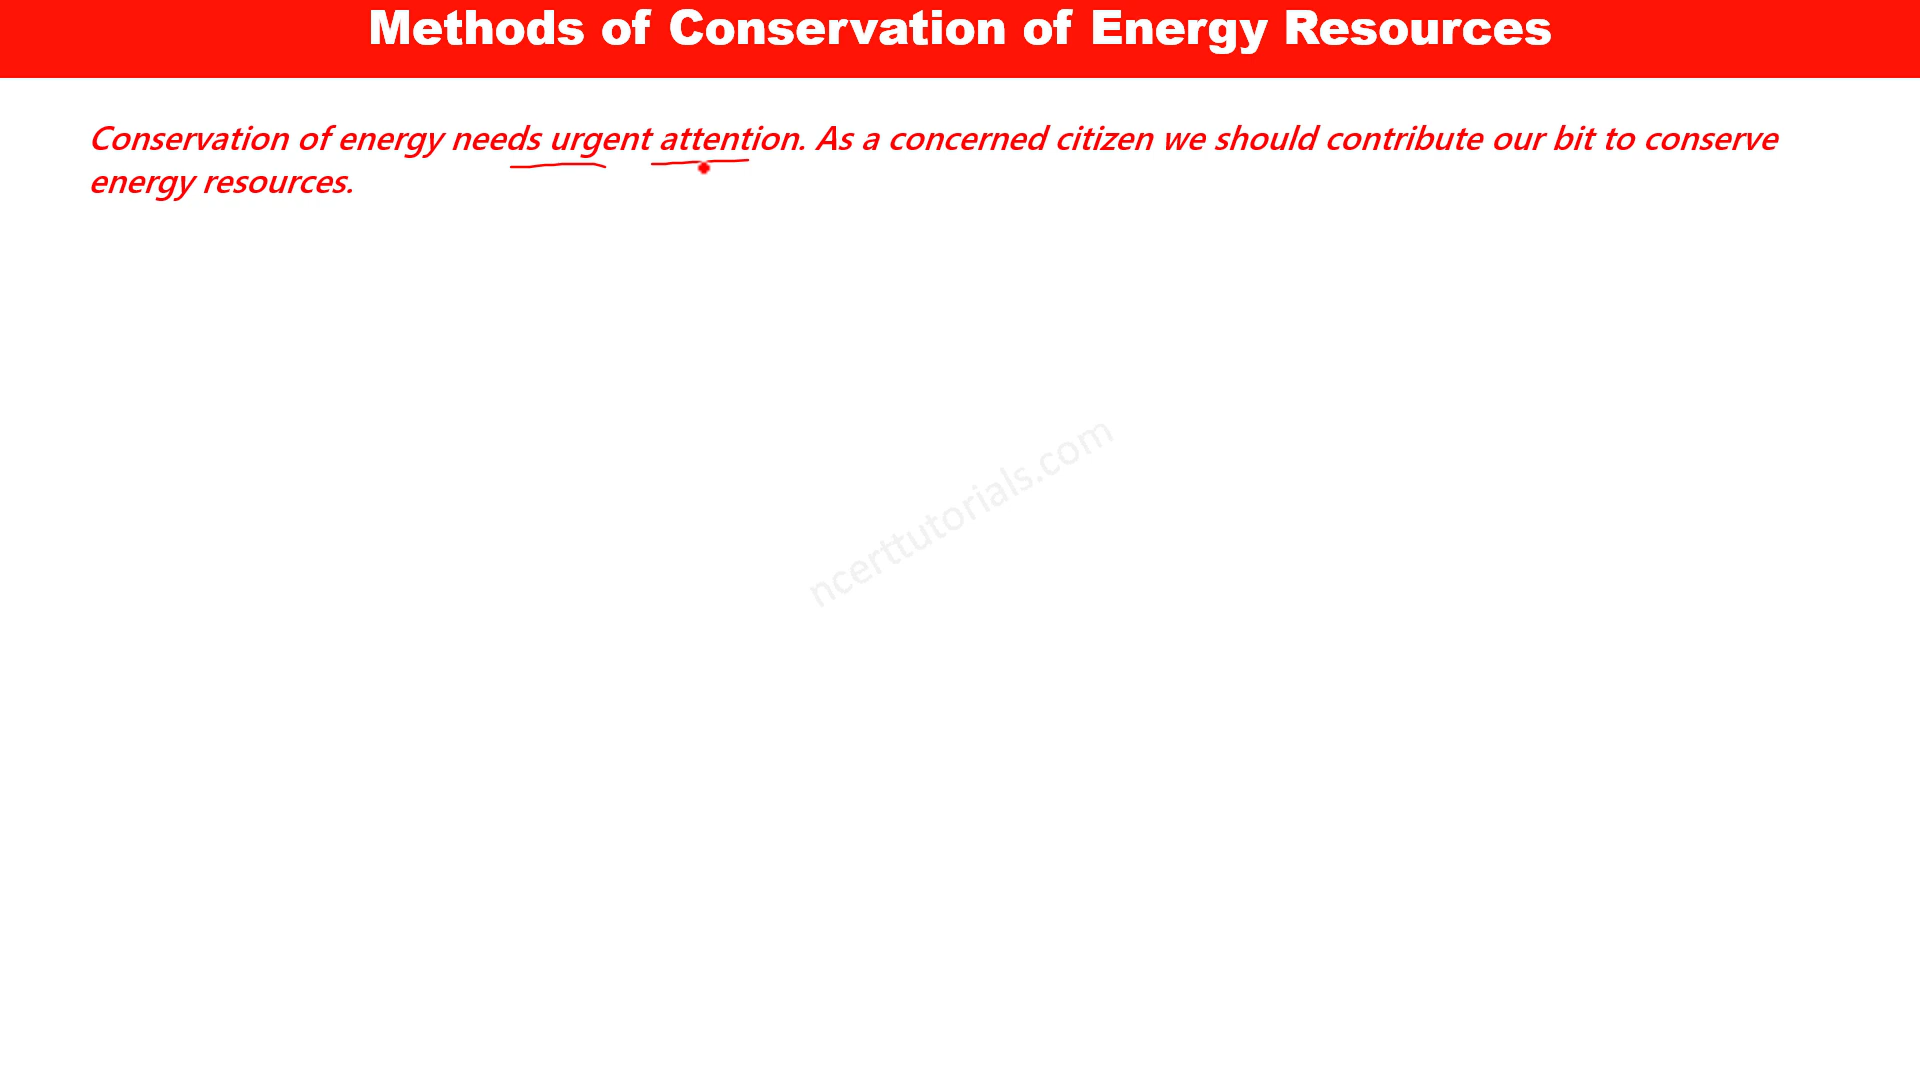 Methods of Conservation of Energy Resources
Conservation of energy needs urgent attention. As a concerned citizen we should contribute our bit to conserve
energy resources.
ncerttutorials.com